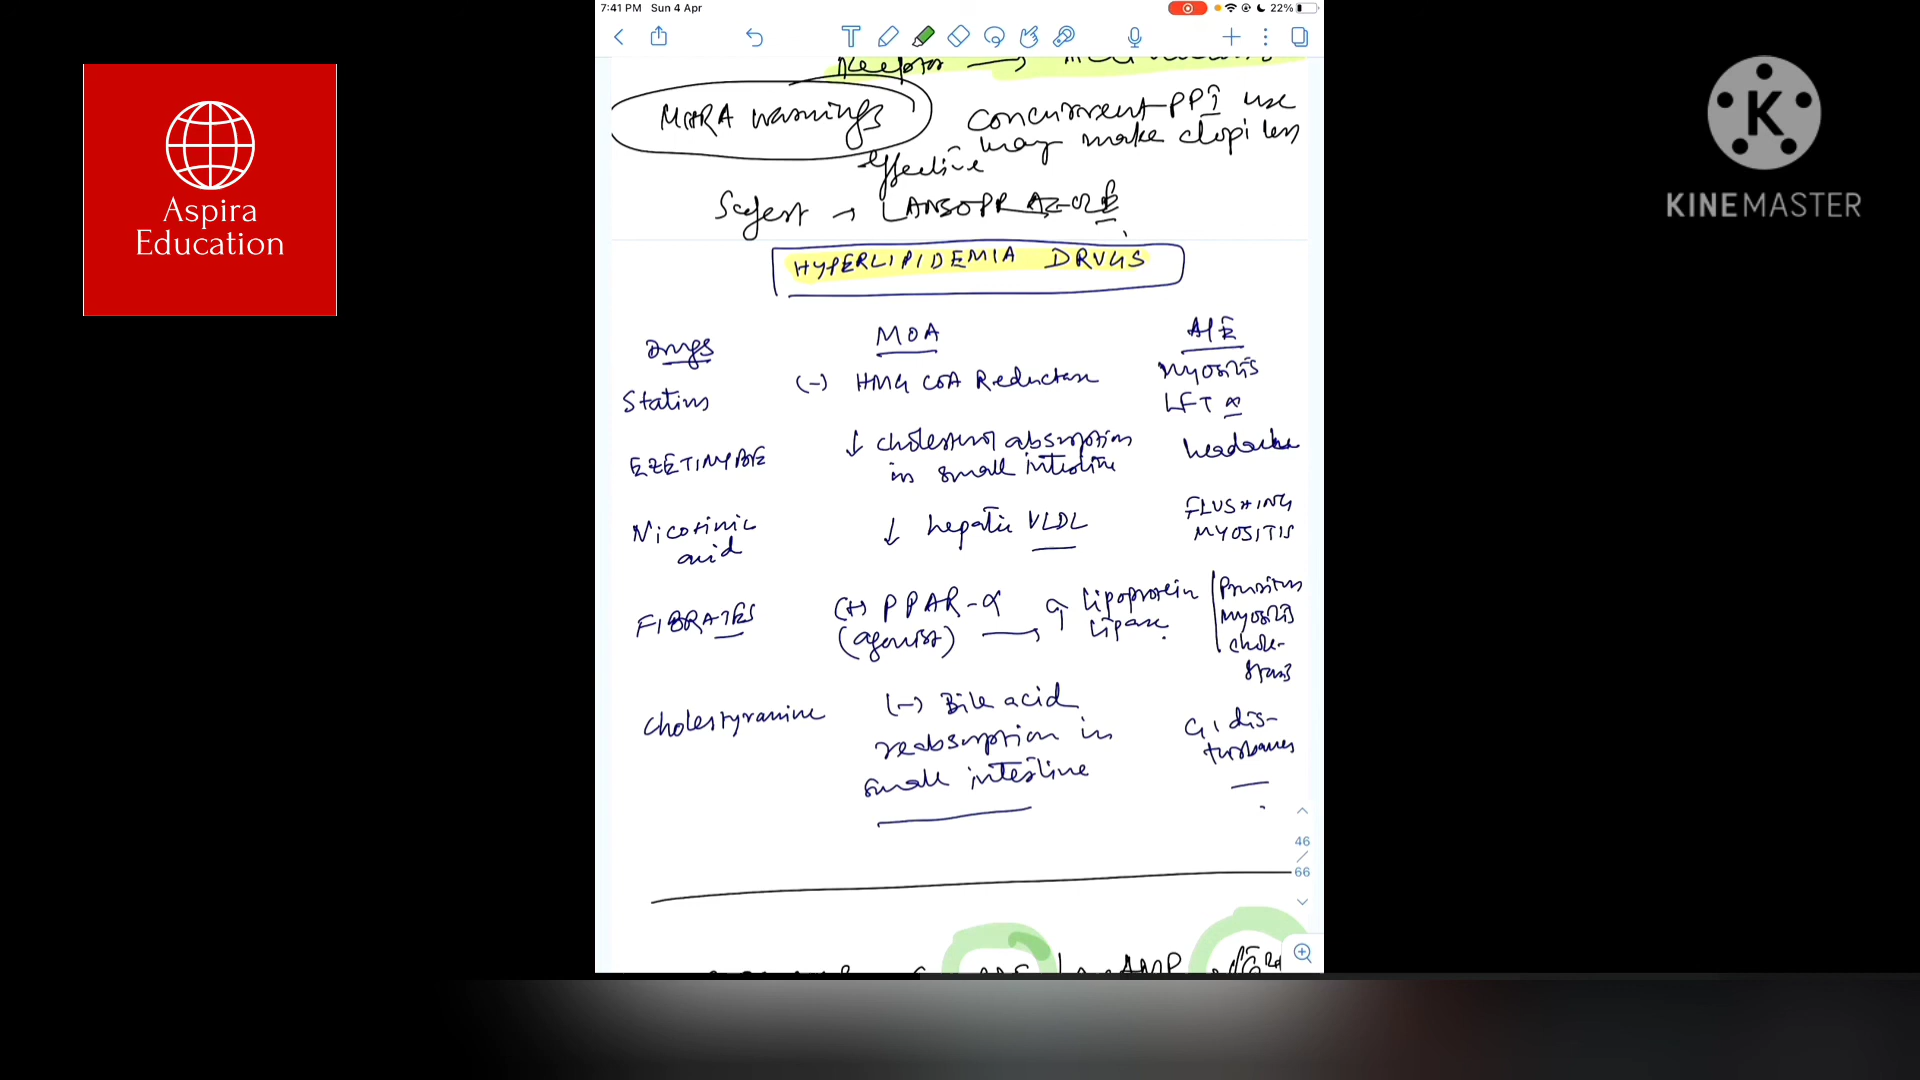 7:41 PM Sun 4 Apr
22%
Aspira
Education
KINEMASTER
Receptor →
MHRA warnings
concurrent PPI use
may make clopi less
effective
Safest → LANSOPRAZOLE
HYPERLIPIDEMIA DRUGS
Drugs MOA A/E
Statins (-) HMG COA Reductase Myositis
LFT
EZETIMIBE ↓ cholesterol absorption in small intestine headache
Nicotinic acid ↓ hepatic VLDL FLUSHING MYOSITIS
FIBRATES (+) PPAR-α (agonist) → ↑ lipoprotein lipase Pruritus myositis chole-stasis
Cholestyramine (-) Bile acid reabsorption in small intestine G.I dis-turbances
46
/
66
AMP